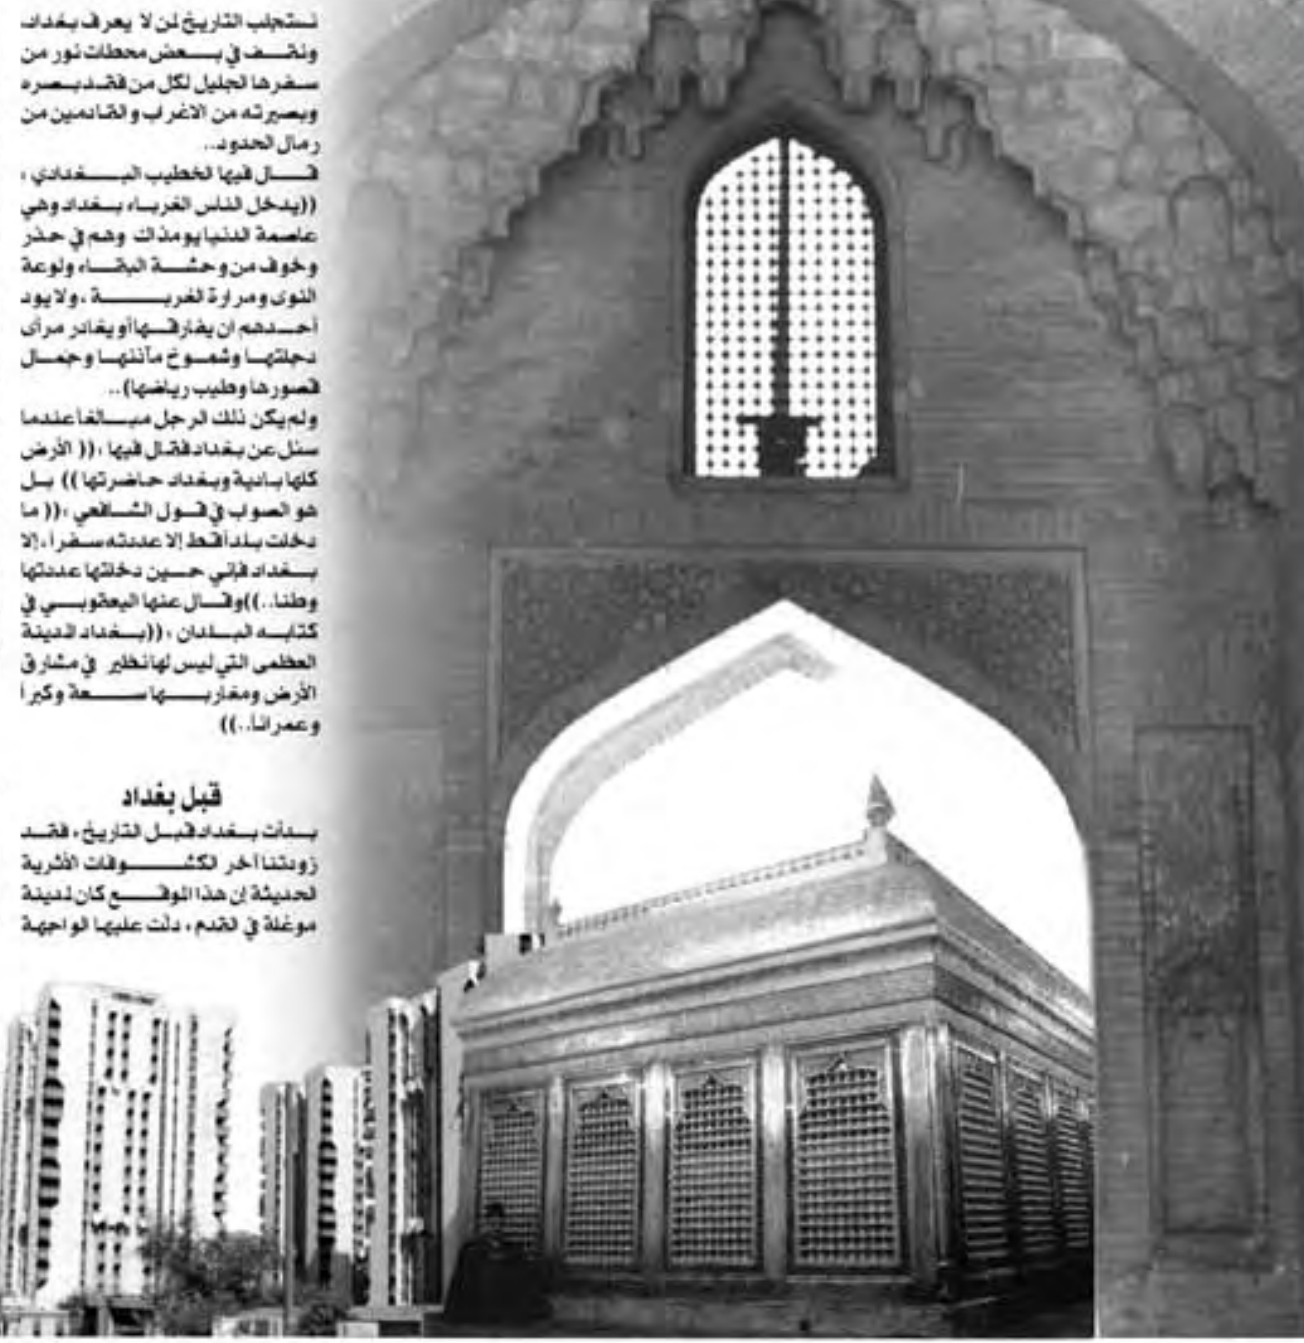 نستجلب التاريخ لمن لا يعرف بغداد،
ونقف في بعض محطات نور من
سفرها الجليل لكل من فقد بصره
وبصيرته من الاغراب والقادمين من
رمال الحدود..
قال فيها الخطيب البغدادي ،
((يدخل الناس الغرباء بغداد وهي
عاصمة الدنيا يومذاك وهم في حذر
وخوف من وحشة البقاء ولوعة
النوى ومرارة الغربة ، ولا يود
أحدهم ان يفارقها أو يغادر مرأى
دجلتها وشموخ مآذنها وجمال
قصورها وطيب رياضها)..
ولم يكن ذلك الرجل مبالغاً عندما
سئل عن بغداد فقال فيها ، (( الأرض
كلها بادية وبغداد حاضرتها )) بل
هو الصواب في قول الشافعي ، (( ما
دخلت بلداً قط إلا عددته سفراً ، إلا
بغداد فإني حين دخلتها عددتها
وطنا..)) وقال عنها اليعقوبي في
كتابه البلدان ، ((بغداد المدينة
العظمى التي ليس لها نظير في مشارق
الأرض ومغاربها سعة وكبراً
وعمراناً..))
قبل بغداد
بدأت بغداد قبل التاريخ ، فقد
زودتنا آخر الكشوفات الأثرية
الحديثة إن هذا الموقع كان لمدينة
موغلة في القدم ، دلّت عليها الواجهة